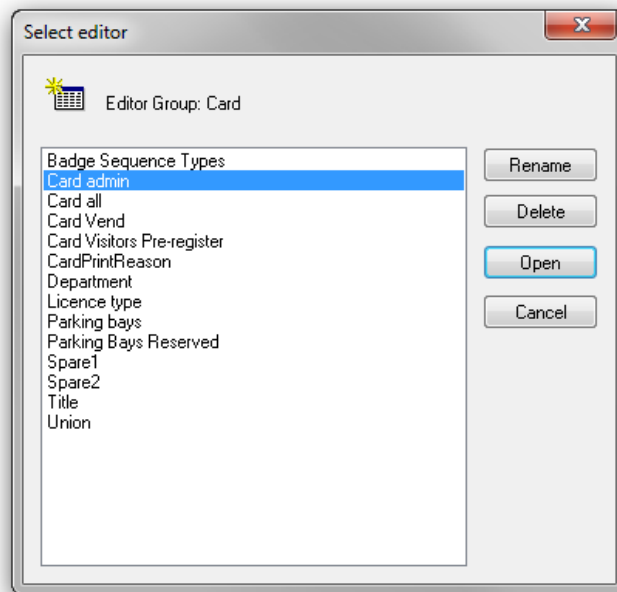 Select editor
Editor Group: Card
Badge Sequence Types
Card admin
Card all
Card Vend
Card Visitors Pre-register
CardPrintReason
Department
Licence type
Parking bays
Parking Bays Reserved
Spare1
Spare2
Title
Union
Rename
Delete
Open
Cancel